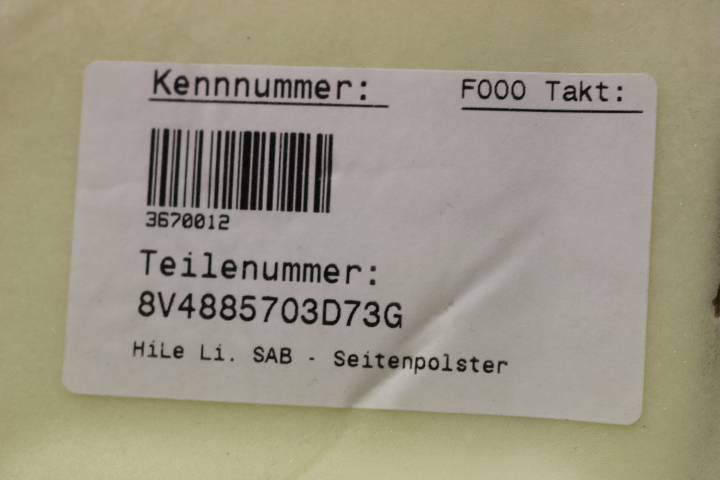 Kennnummer: F000 Takt:
3670012
Teilenummer:
8V4885703D73G
HiLe Li. SAB - Seitenpolster